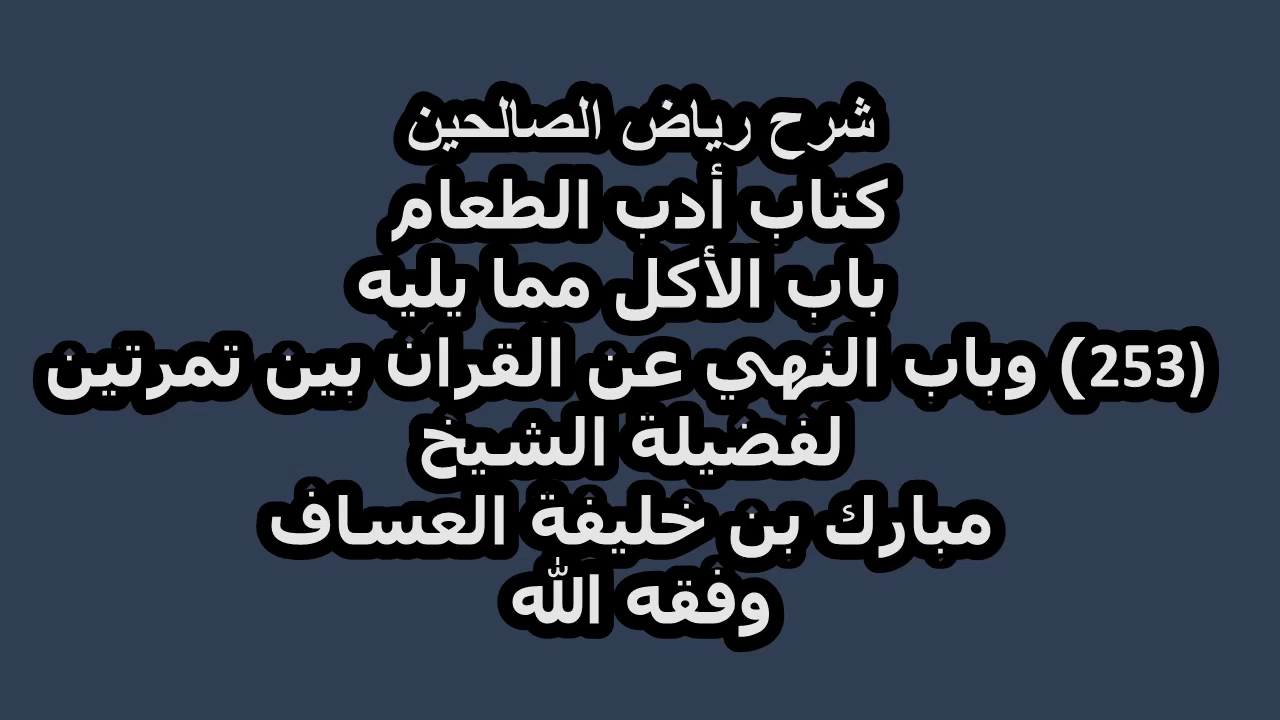 شرح رياض الصالحين
كتاب أدب الطعام
باب الأكل مما يليه
(253) وباب النهي عن القران بين تمرتين
لفضيلة الشيخ
مبارك بن خليفة العساف
وفقه الله